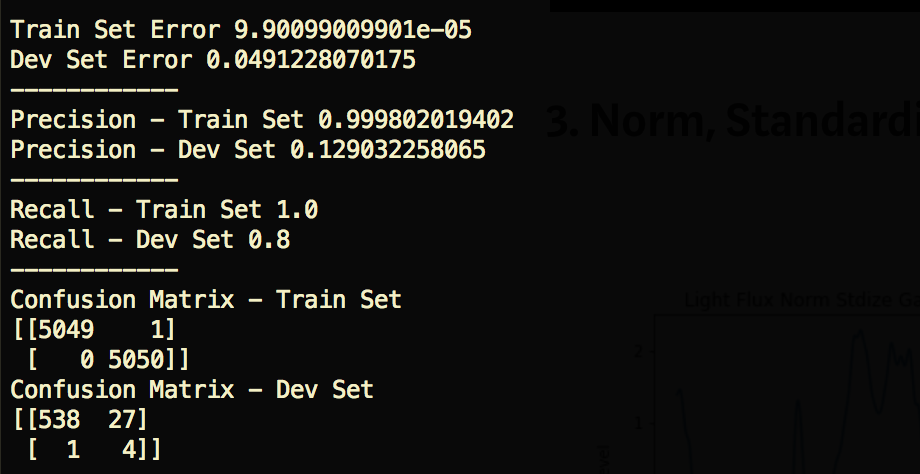 Train Set Error 9.90099009901e-05
Dev Set Error 0.0491228070175
------------
Precision - Train Set 0.999802019402
Precision - Dev Set 0.129032258065
------------
Recall - Train Set 1.0
Recall - Dev Set 0.8
------------
Confusion Matrix - Train Set
[[5049    1]
 [   0 5050]]
Confusion Matrix - Dev Set
[[538  27]
 [  1   4]]
3. Norm, Standardi
Light Flux Norm Stdize Ga
2
1